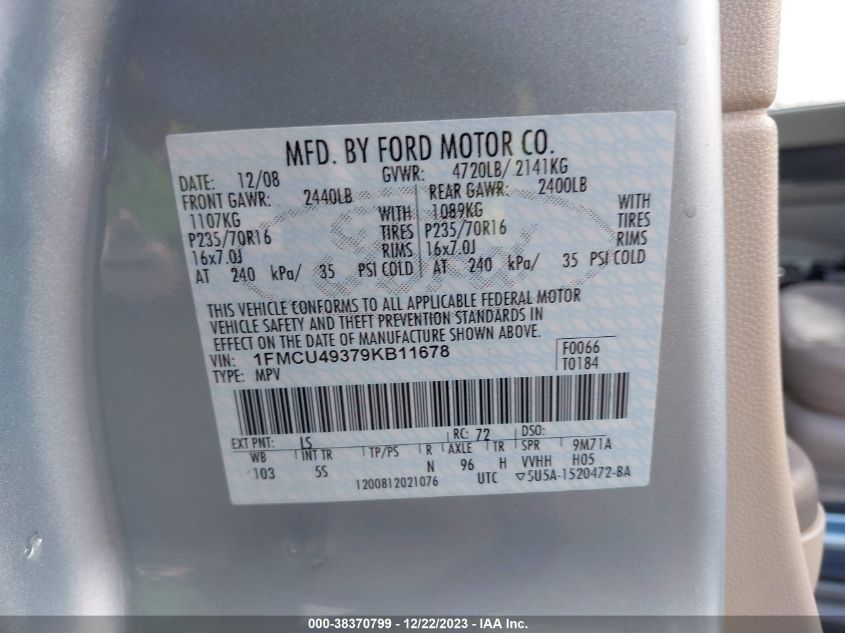 MFD. BY FORD MOTOR CO.
DATE: 12/08 GVWR: 4720LB/ 2141KG
FRONT GAWR: 2440LB REAR GAWR: 2400LB
1107KG WITH 1089KG WITH
P235/70R16 TIRES P235/70R16 TIRES
16x7.0J RIMS 16x7.0J RIMS
AT 240 kPa/ 35 PSI COLD AT 240 kPa/ 35 PSI COLD
THIS VEHICLE CONFORMS TO ALL APPLICABLE FEDERAL MOTOR
VEHICLE SAFETY AND THEFT PREVENTION STANDARDS IN
EFFECT ON THE DATE OF MANUFACTURE SHOWN ABOVE.
VIN: 1FMCU49379KB11678 F0066
TYPE: MPV T0184
EXT PNT: LS RC: 72 DSO:
WB INT TR TP/PS R AXLE TR SPR 9M71A
103 5S N 96 H VVHH H05
1200812021076 UTC ▽5U5A-1520472-BA
000-38370799 - 12/22/2023 - IAA Inc.